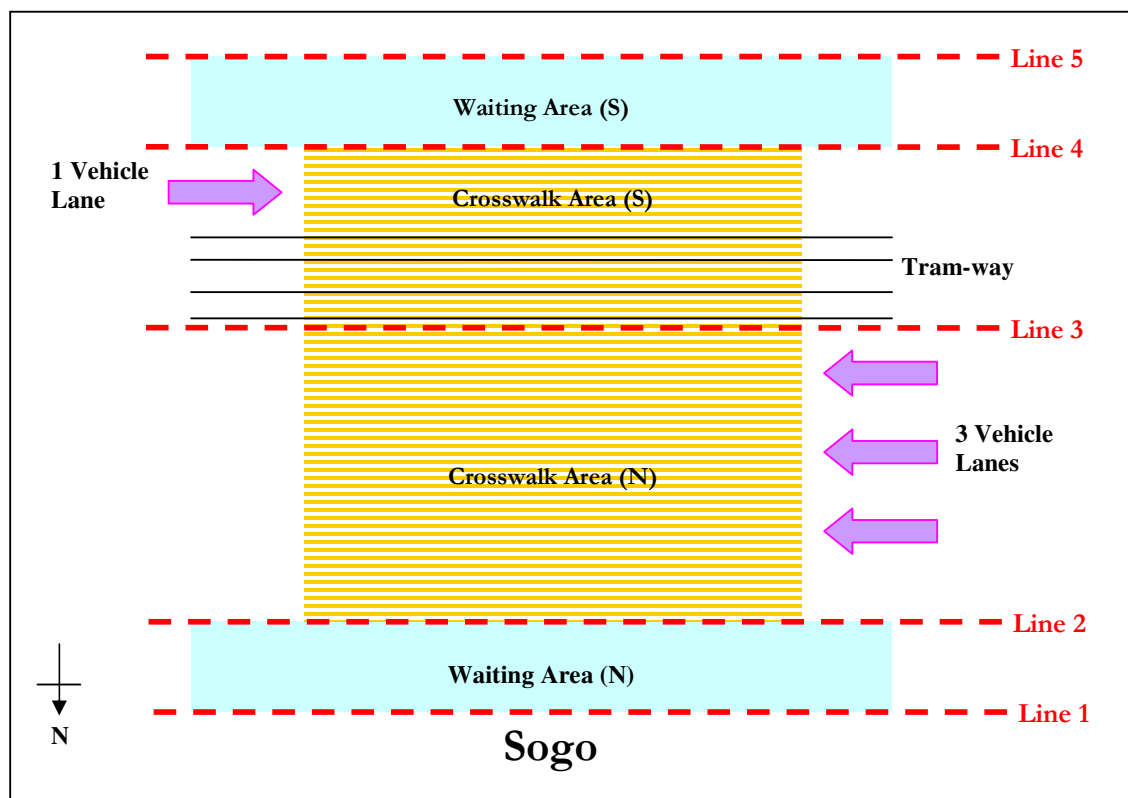 Line 5
Waiting Area (S)
Line 4
1 Vehicle
Lane
Crosswalk Area (S)
Tram-way
Line 3
3 Vehicle
Lanes
Crosswalk Area (N)
Line 2
Waiting Area (N)
Line 1
N
Sogo